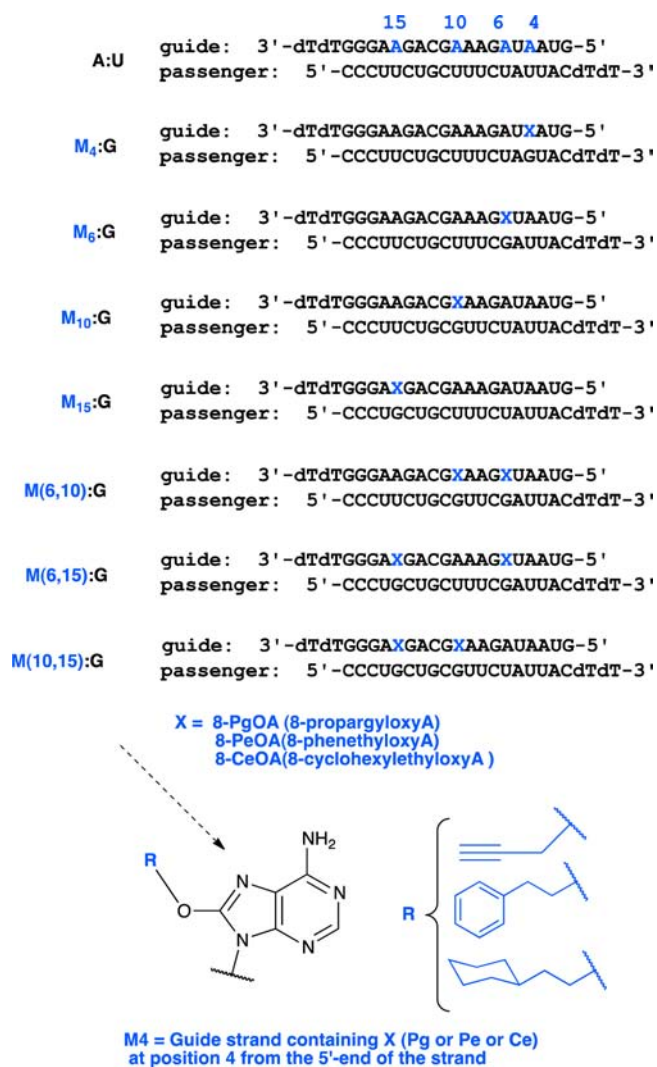 15 10 6 4
A:U
guide: 3'-dTdTGGGAAGACGAAAGAUAAUG-5'
passenger: 5'-CCCUUCUGCUUUCUAUUACdTdT-3'
M4:G
guide: 3'-dTdTGGGAAGACGAAAGAUXAUG-5'
passenger: 5'-CCCUUCUGCUUUCUAGUACdTdT-3'
M6:G
guide: 3'-dTdTGGGAAGACGAAAGXUAAUG-5'
passenger: 5'-CCCUUCUGCUUUCGAUUACdTdT-3'
M10:G
guide: 3'-dTdTGGGAAGACGXAAGAUAAUG-5'
passenger: 5'-CCCUUCUGCGUUCUAUUACdTdT-3'
M15:G
guide: 3'-dTdTGGGAXGACGAAAGAUAAUG-5'
passenger: 5'-CCCUGCUGCUUUCUAUUACdTdT-3'
M(6,10):G
guide: 3'-dTdTGGGAAGACGXAAGXUAAUG-5'
passenger: 5'-CCCUUCUGCGUUCGAUUACdTdT-3'
M(6,15):G
guide: 3'-dTdTGGGAXGACGAAAGXUAAUG-5'
passenger: 5'-CCCUGCUGCUUUCGAUUACdTdT-3'
M(10,15):G
guide: 3'-dTdTGGGAXGACGXAAGAUAAUG-5'
passenger: 5'-CCCUGCUGCGUUCUAUUACdTdT-3'
X = 8-PgOA (8-propargyloxyA)
8-PeOA(8-phenethyloxyA)
8-CeOA(8-cyclohexylethyloxyA )
R
NH2
N
N
O
N
N
R
M4 = Guide strand containing X (Pg or Pe or Ce)
at position 4 from the 5'-end of the strand